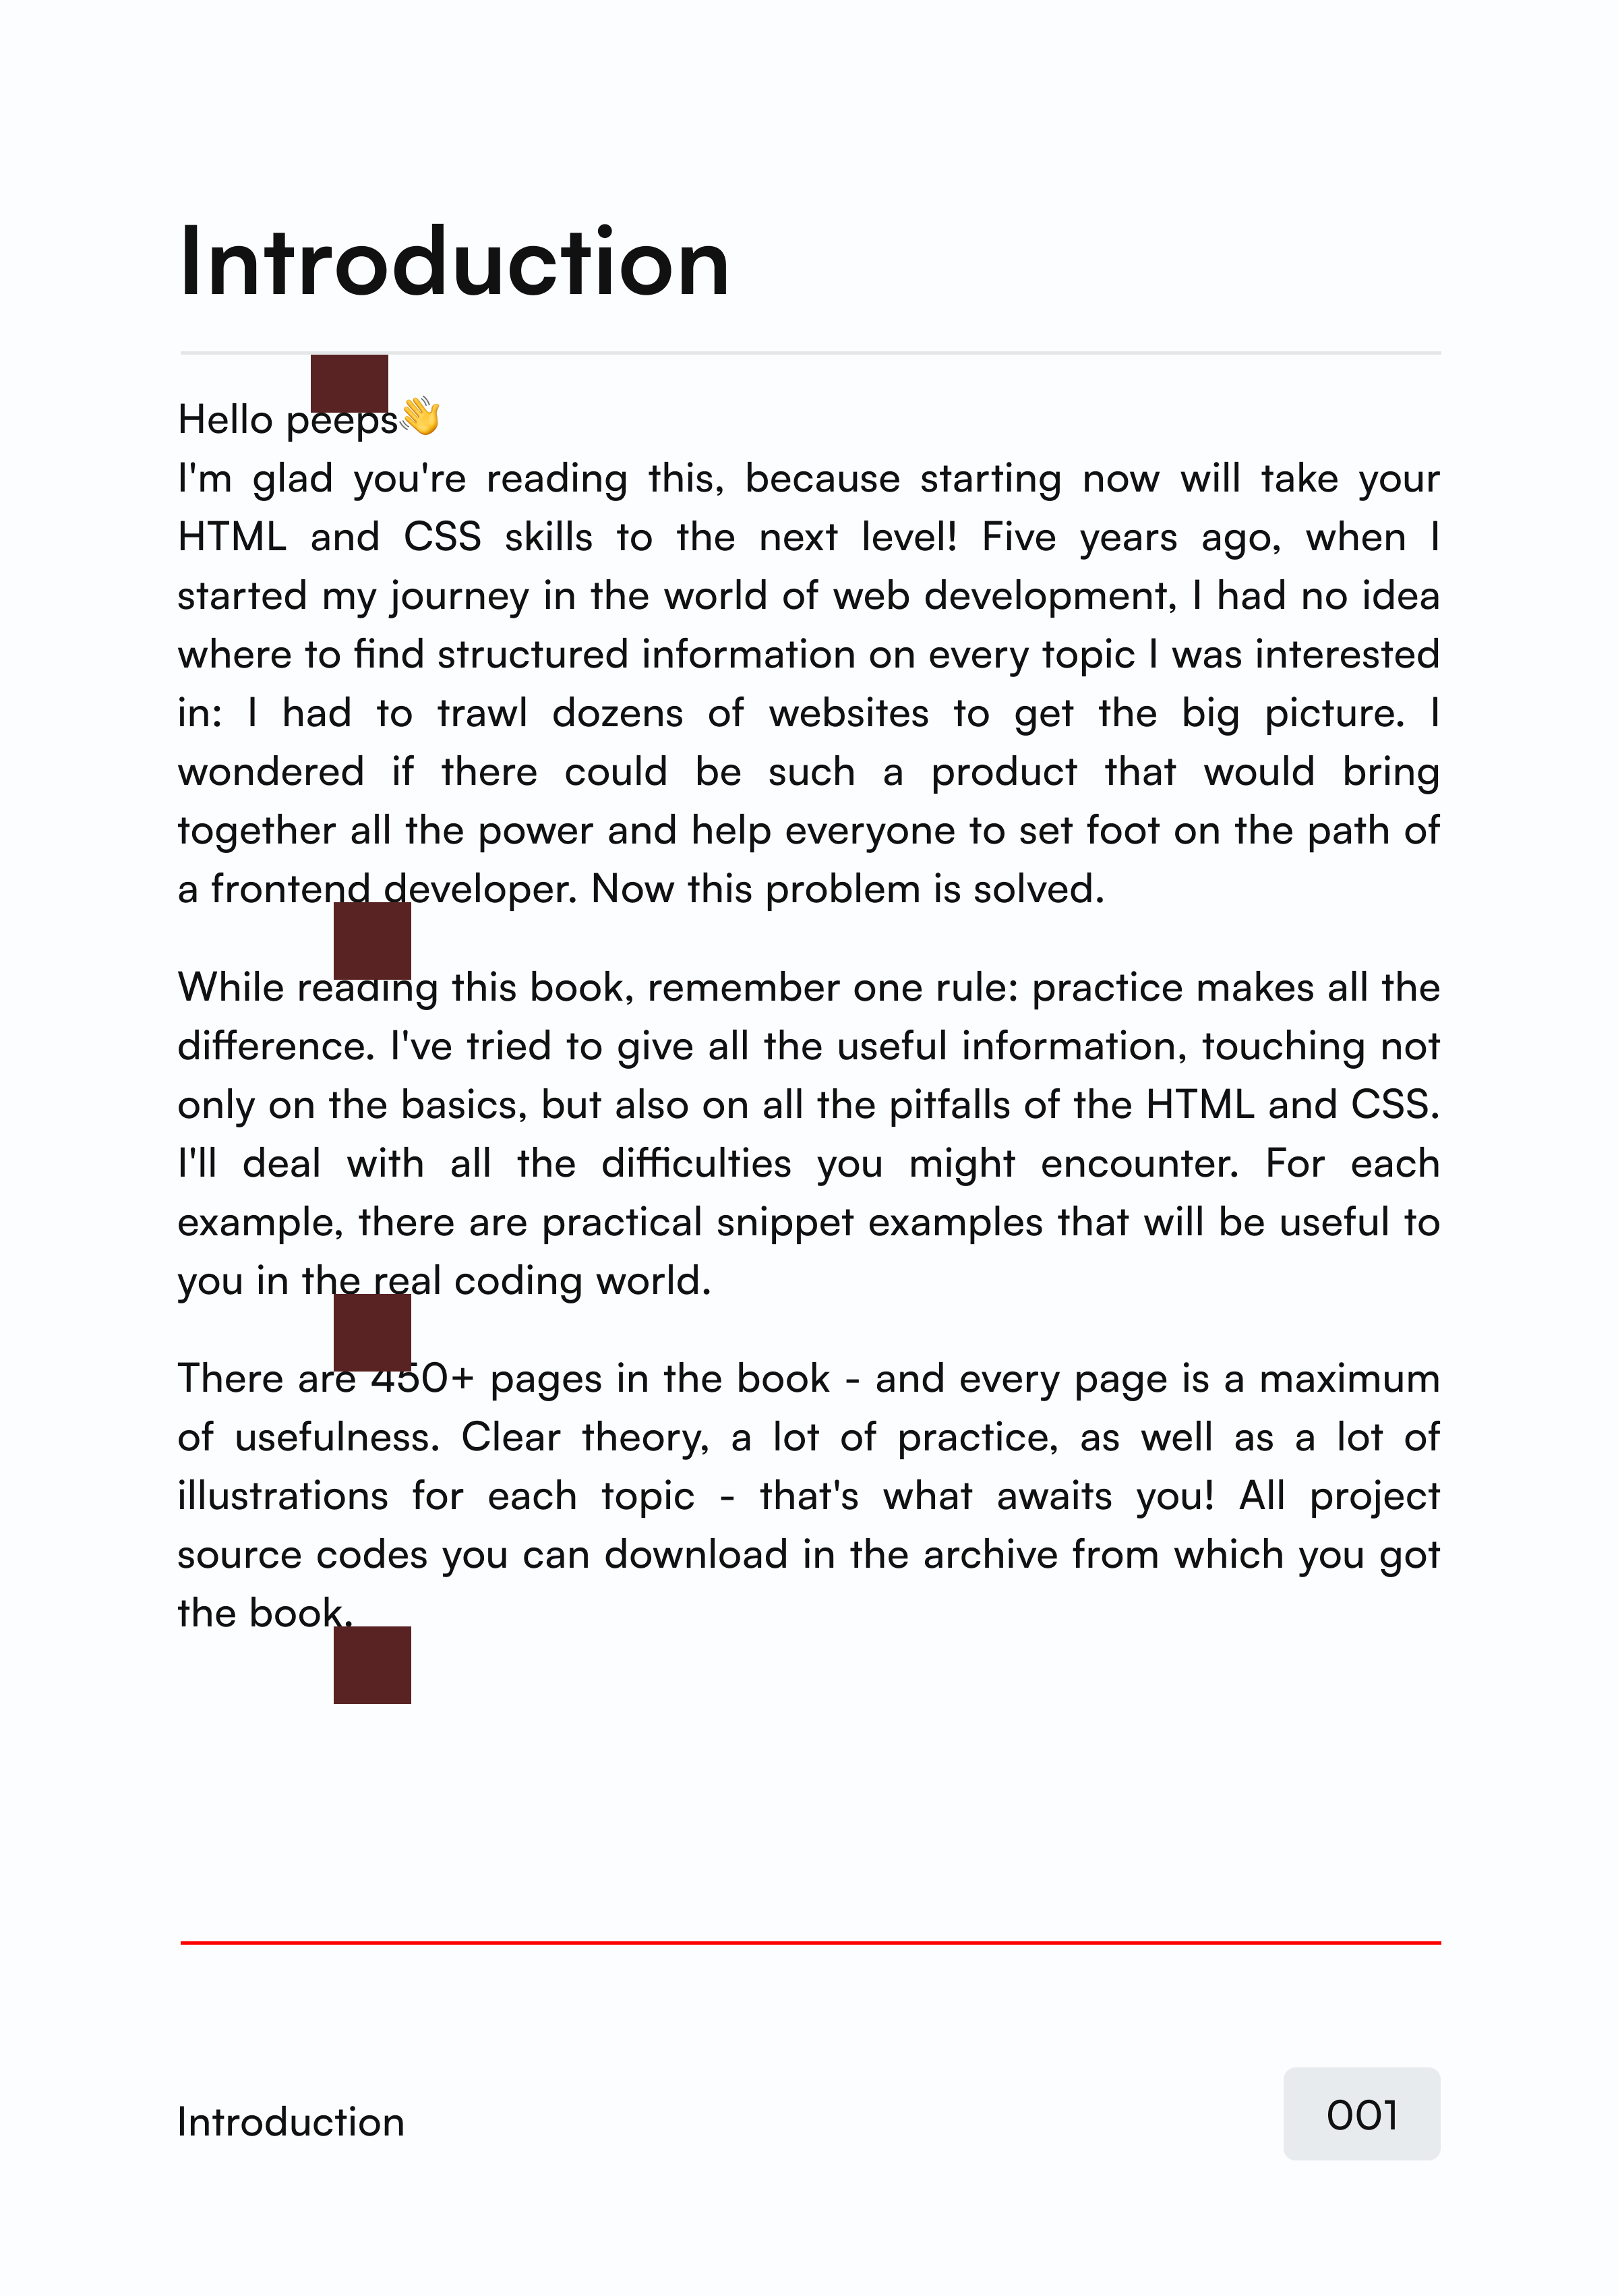 Introduction
Hello peeps👋
I'm glad you're reading this, because starting now will take your
HTML and CSS skills to the next level! Five years ago, when I
started my journey in the world of web development, I had no idea
where to find structured information on every topic I was interested
in: I had to trawl dozens of websites to get the big picture. I
wondered if there could be such a product that would bring
together all the power and help everyone to set foot on the path of
a frontend developer. Now this problem is solved.
While reading this book, remember one rule: practice makes all the
difference. I've tried to give all the useful information, touching not
only on the basics, but also on all the pitfalls of the HTML and CSS.
I'll deal with all the difficulties you might encounter. For each
example, there are practical snippet examples that will be useful to
you in the real coding world.
There are 450+ pages in the book - and every page is a maximum
of usefulness. Clear theory, a lot of practice, as well as a lot of
illustrations for each topic - that's what awaits you! All project
source codes you can download in the archive from which you got
the book.
Introduction
001